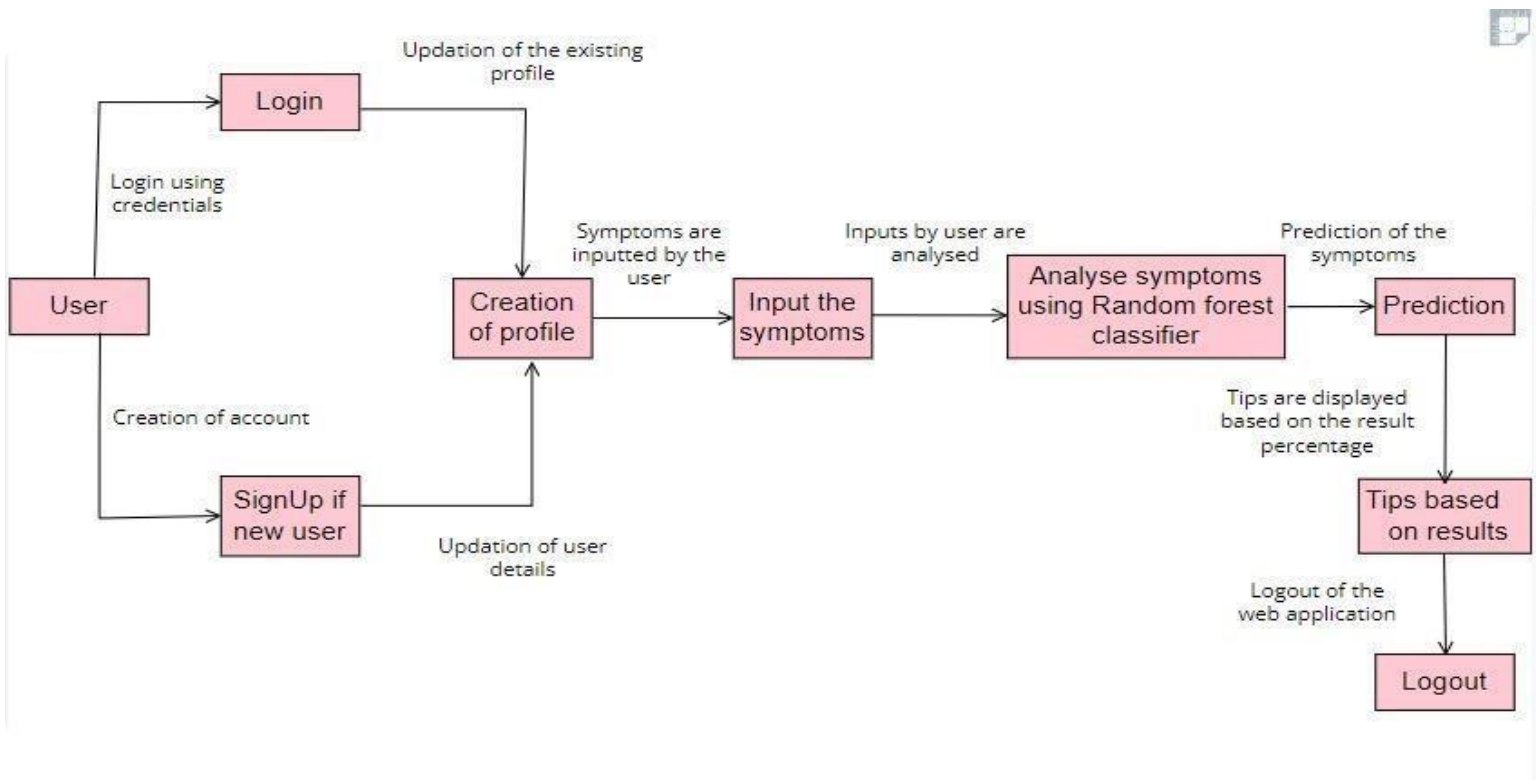 Updation of the existing
profile
Login
Login using
credentials
User
Creation of account
SignUp if
new user
Updation of user
details
Creation
of profile
Symptoms are
inputted by the
user
Input the
symptoms
Inputs by user are
analysed
Analyse symptoms
using Random forest
classifier
Prediction of the
symptoms
Prediction
Tips are displayed
based on the result
percentage
Tips based
on results
Logout of the
web application
Logout